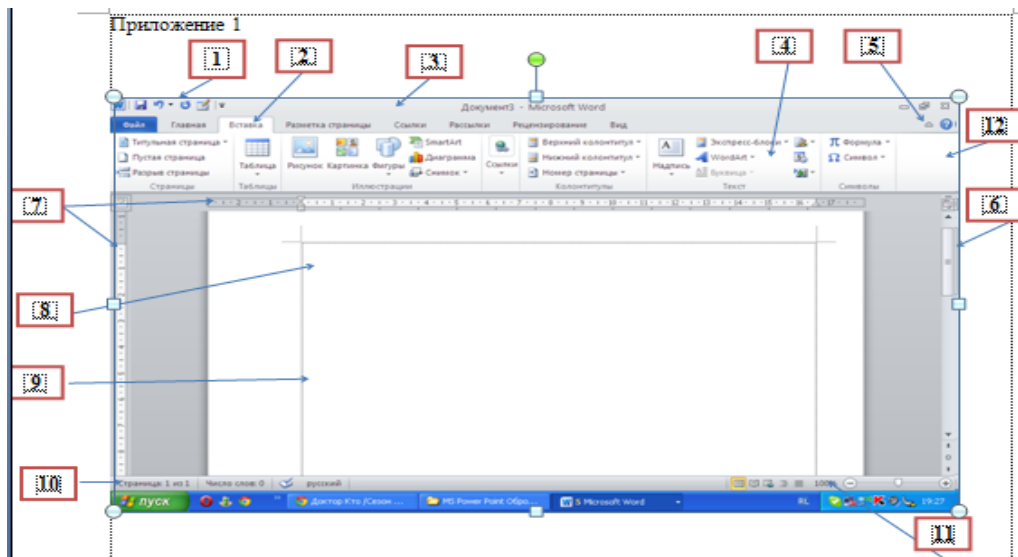 Приложение 1
1 2 3 4 5
Документ3 - Microsoft Word
Файл Главная Вставка Разметка страницы Ссылки Рассылки Рецензирование Вид
12
Титульная страница Пустая страница Разрыв страницы
Страницы
Таблица
Таблицы
Рисунок Картинка Фигуры SmartArt Диаграмма Снимок
Иллюстрации
Ссылки
Верхний колонтитул Нижний колонтитул Номер страницы
Колонтитулы
Надпись Экспресс-блоки WordArt Буквица
Текст
Формула Символ
Символы
7
6
8
9
10
Страница: 1 из 1 Число слов: 0 русский 100%
пуск Доктор Кто /Сезон ... MS Power Point Обро... 5 Microsoft Word RL 19:27
11